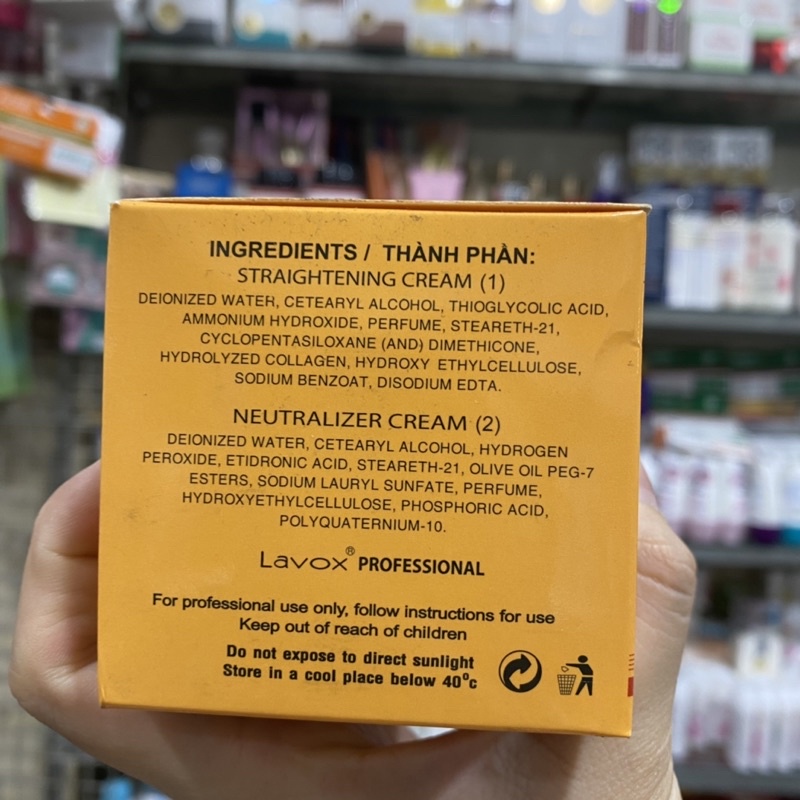 INGREDIENTS / THÀNH PHẦN:
STRAIGHTENING CREAM (1)
DEIONIZED WATER, CETEARYL ALCOHOL, THIOGLYCOLIC ACID,
AMMONIUM HYDROXIDE, PERFUME, STEARETH-21,
CYCLOPENTASILOXANE (AND) DIMETHICONE,
HYDROLYZED COLLAGEN, HYDROXY ETHYLCELLULOSE,
SODIUM BENZOAT, DISODIUM EDTA.
NEUTRALIZER CREAM (2)
DEIONIZED WATER, CETEARYL ALCOHOL, HYDROGEN
PEROXIDE, ETIDRONIC ACID, STEARETH-21, OLIVE OIL PEG-7
ESTERS, SODIUM LAURYL SUNFATE, PERFUME,
HYDROXYETHYLCELLULOSE, PHOSPHORIC ACID,
POLYQUATERNIUM-10.
Lavox® PROFESSIONAL
For professional use only, follow instructions for use
Keep out of reach of children
Do not expose to direct sunlight
Store in a cool place below 40°c